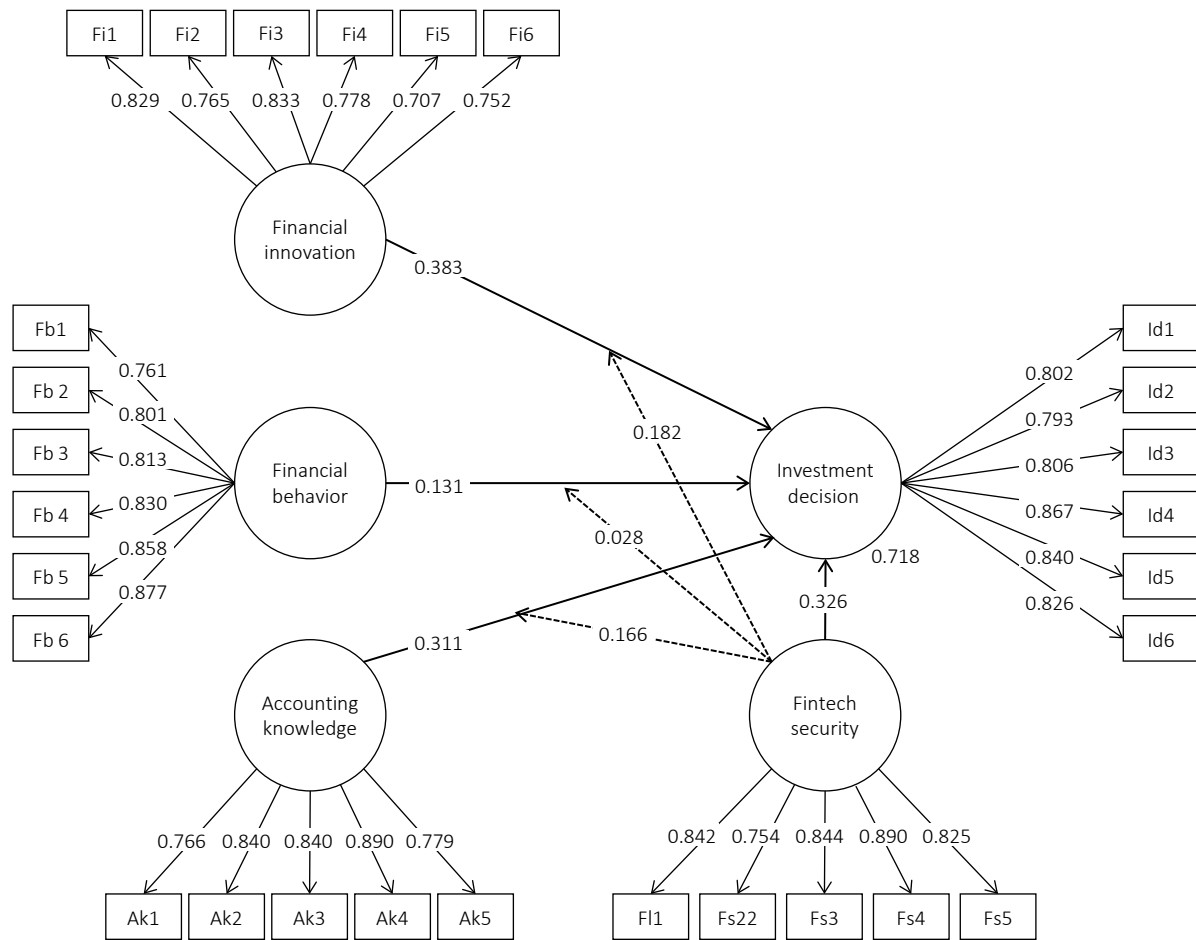 Fi1 Fi2 Fi3 Fi4 Fi5 Fi6
0.829 0.765 0.833 0.778 0.707 0.752
Financial
innovation
0.383
Fb1
Fb 2
Fb 3
Fb 4
Fb 5
Fb 6
0.761
0.801
0.813
0.830
0.858
0.877
Financial
behavior
0.131
0.182
0.028
0.166
Investment
decision
0.718
0.802
0.793
0.806
0.867
0.840
0.826
Id1
Id2
Id3
Id4
Id5
Id6
0.326
0.311
Accounting
knowledge
Fintech
security
0.766 0.840 0.840 0.890 0.779
0.842 0.754 0.844 0.890 0.825
Ak1 Ak2 Ak3 Ak4 Ak5
Fl1 Fs22 Fs3 Fs4 Fs5